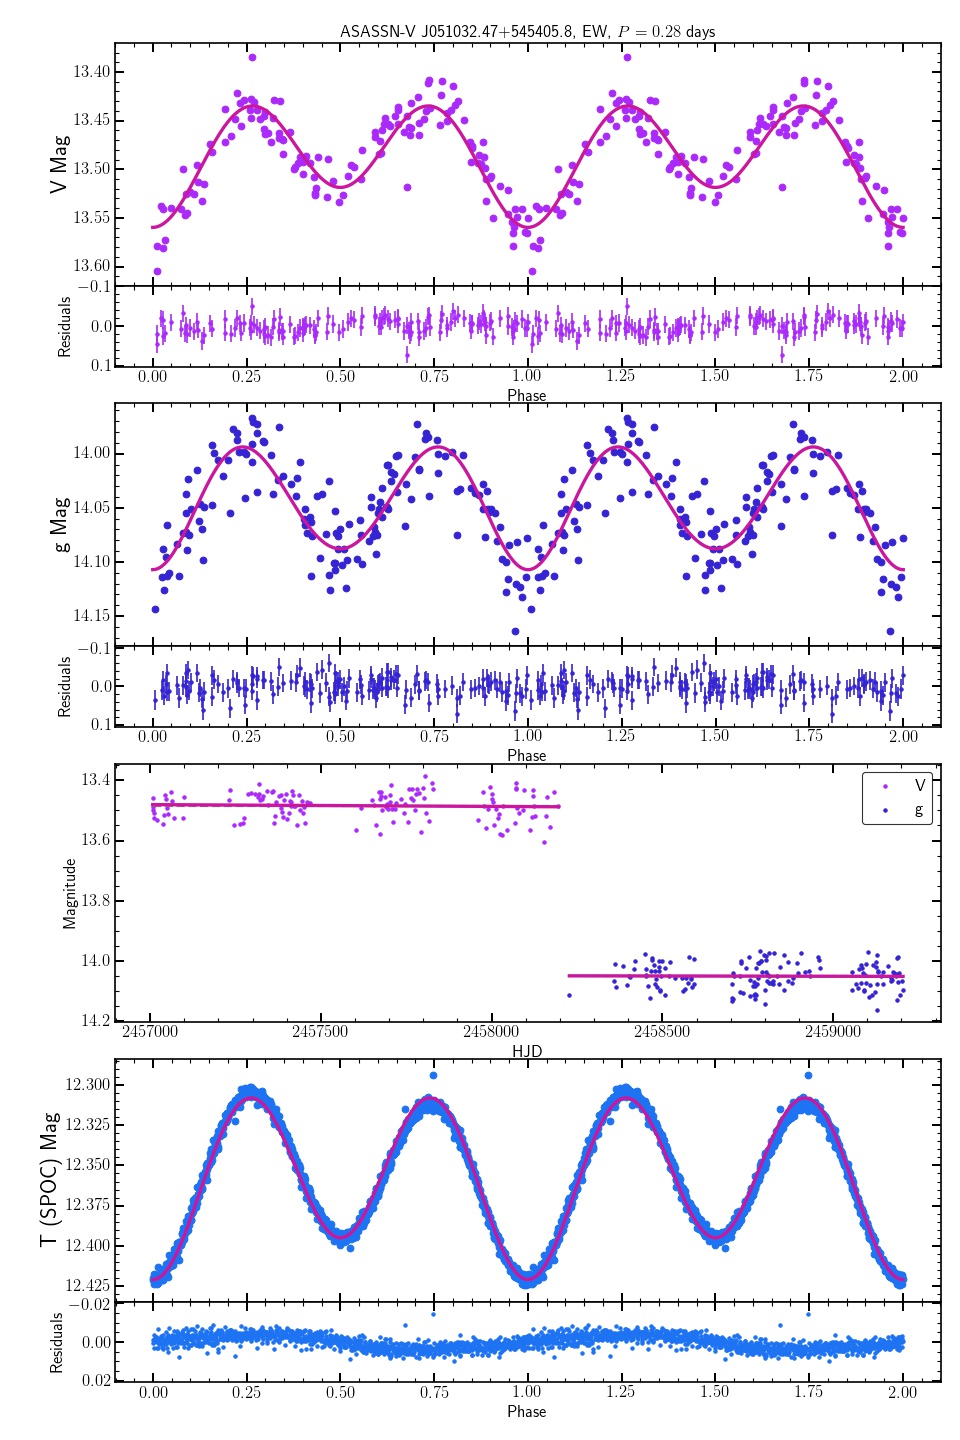 ASASSN-V J051032.47+545405.8, EW, P = 0.28 days
V Mag
13.40
13.45
13.50
13.55
13.60
Residuals
−0.1
0.0
0.1
0.00 0.25 0.50 0.75 1.00 1.25 1.50 1.75 2.00
Phase
g Mag
14.00
14.05
14.10
14.15
Residuals
−0.1
0.0
0.1
0.00 0.25 0.50 0.75 1.00 1.25 1.50 1.75 2.00
Phase
Magnitude
13.4
13.6
13.8
14.0
14.2
V
g
2457000 2457500 2458000 2458500 2459000
HJD
T (SPOC) Mag
12.300
12.325
12.350
12.375
12.400
12.425
Residuals
−0.02
0.00
0.02
0.00 0.25 0.50 0.75 1.00 1.25 1.50 1.75 2.00
Phase